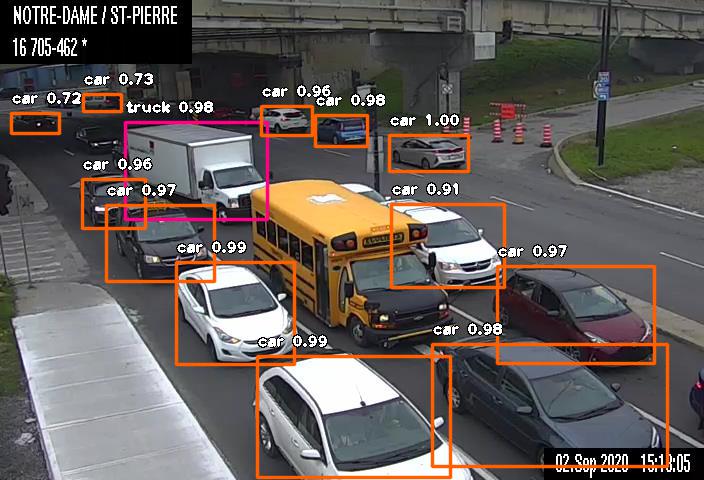 NOTRE-DAME / ST-PIERRE
16 705-462 *
car 0.73
car 0.72
truck 0.98
car 0.96
car 0.98
car 1.00
car 0.96
car 0.97
car 0.91
car 0.99
car 0.97
car 0.98
car 0.99
ECOLIERS
02 Sep 2020 15:18:05